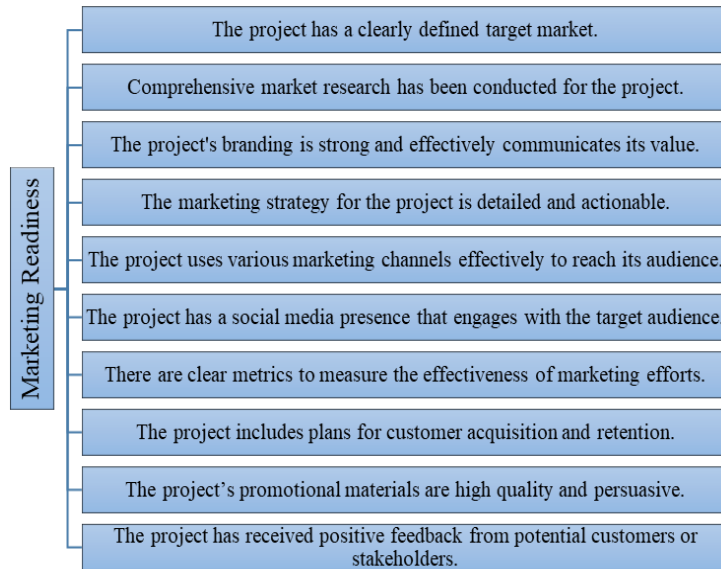 Marketing Readiness
The project has a clearly defined target market.
Comprehensive market research has been conducted for the project.
The project's branding is strong and effectively communicates its value.
The marketing strategy for the project is detailed and actionable.
The project uses various marketing channels effectively to reach its audience.
The project has a social media presence that engages with the target audience.
There are clear metrics to measure the effectiveness of marketing efforts.
The project includes plans for customer acquisition and retention.
The project’s promotional materials are high quality and persuasive.
The project has received positive feedback from potential customers or
stakeholders.